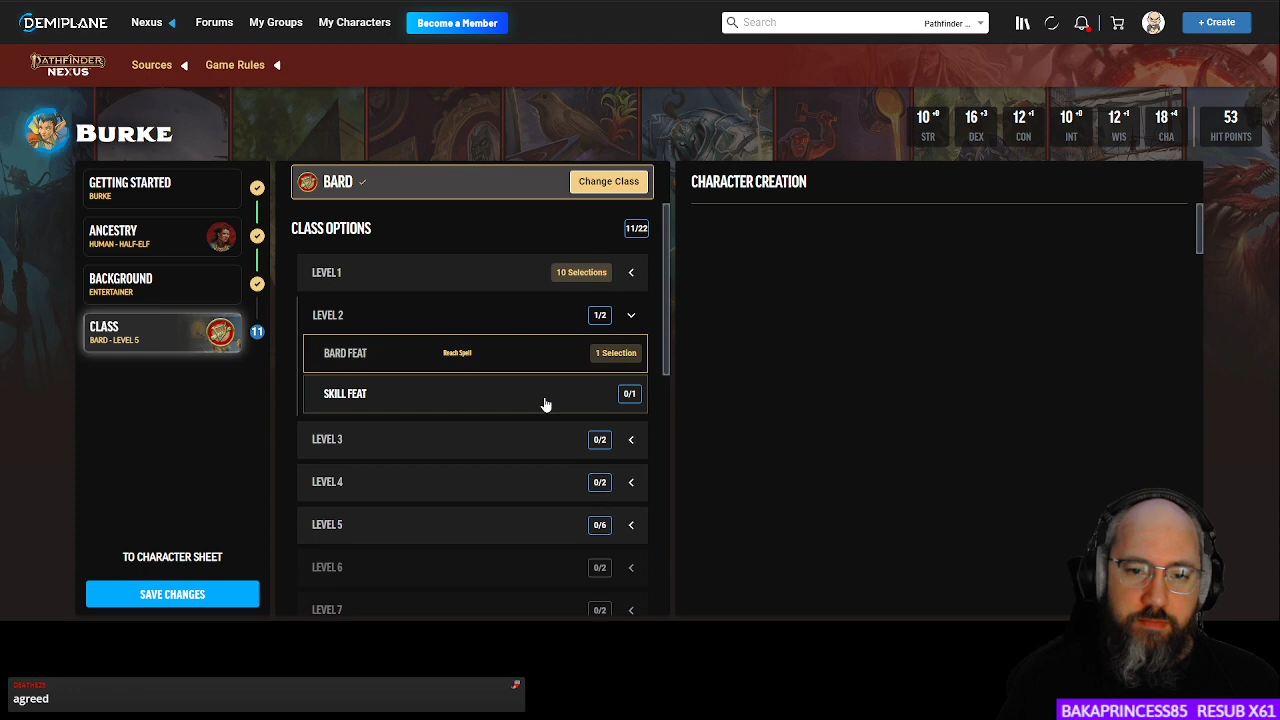 DEMIPLANE
Nexus
Forums
My Groups
My Characters
Become a Member
Search
Pathfinder ...
+ Create
PATHFINDER
NEXUS
Sources
Game Rules
BURKE
10 +0
STR
16 +3
DEX
12 +1
CON
10 +0
INT
12 +1
WIS
18 +4
CHA
53
HIT POINTS
GETTING STARTED
BURKE
ANCESTRY
HUMAN - HALF-ELF
BACKGROUND
ENTERTAINER
CLASS
BARD - LEVEL 5
11
TO CHARACTER SHEET
SAVE CHANGES
BARD
Change Class
CLASS OPTIONS
11/22
LEVEL 1
10 Selections
LEVEL 2
1/2
BARD FEAT
Reach Spell
1 Selection
SKILL FEAT
0/1
LEVEL 3
0/2
LEVEL 4
0/2
LEVEL 5
0/6
LEVEL 6
0/2
LEVEL 7
0/2
CHARACTER CREATION
agreed
BAKAPRINCESS85 RESUB X61